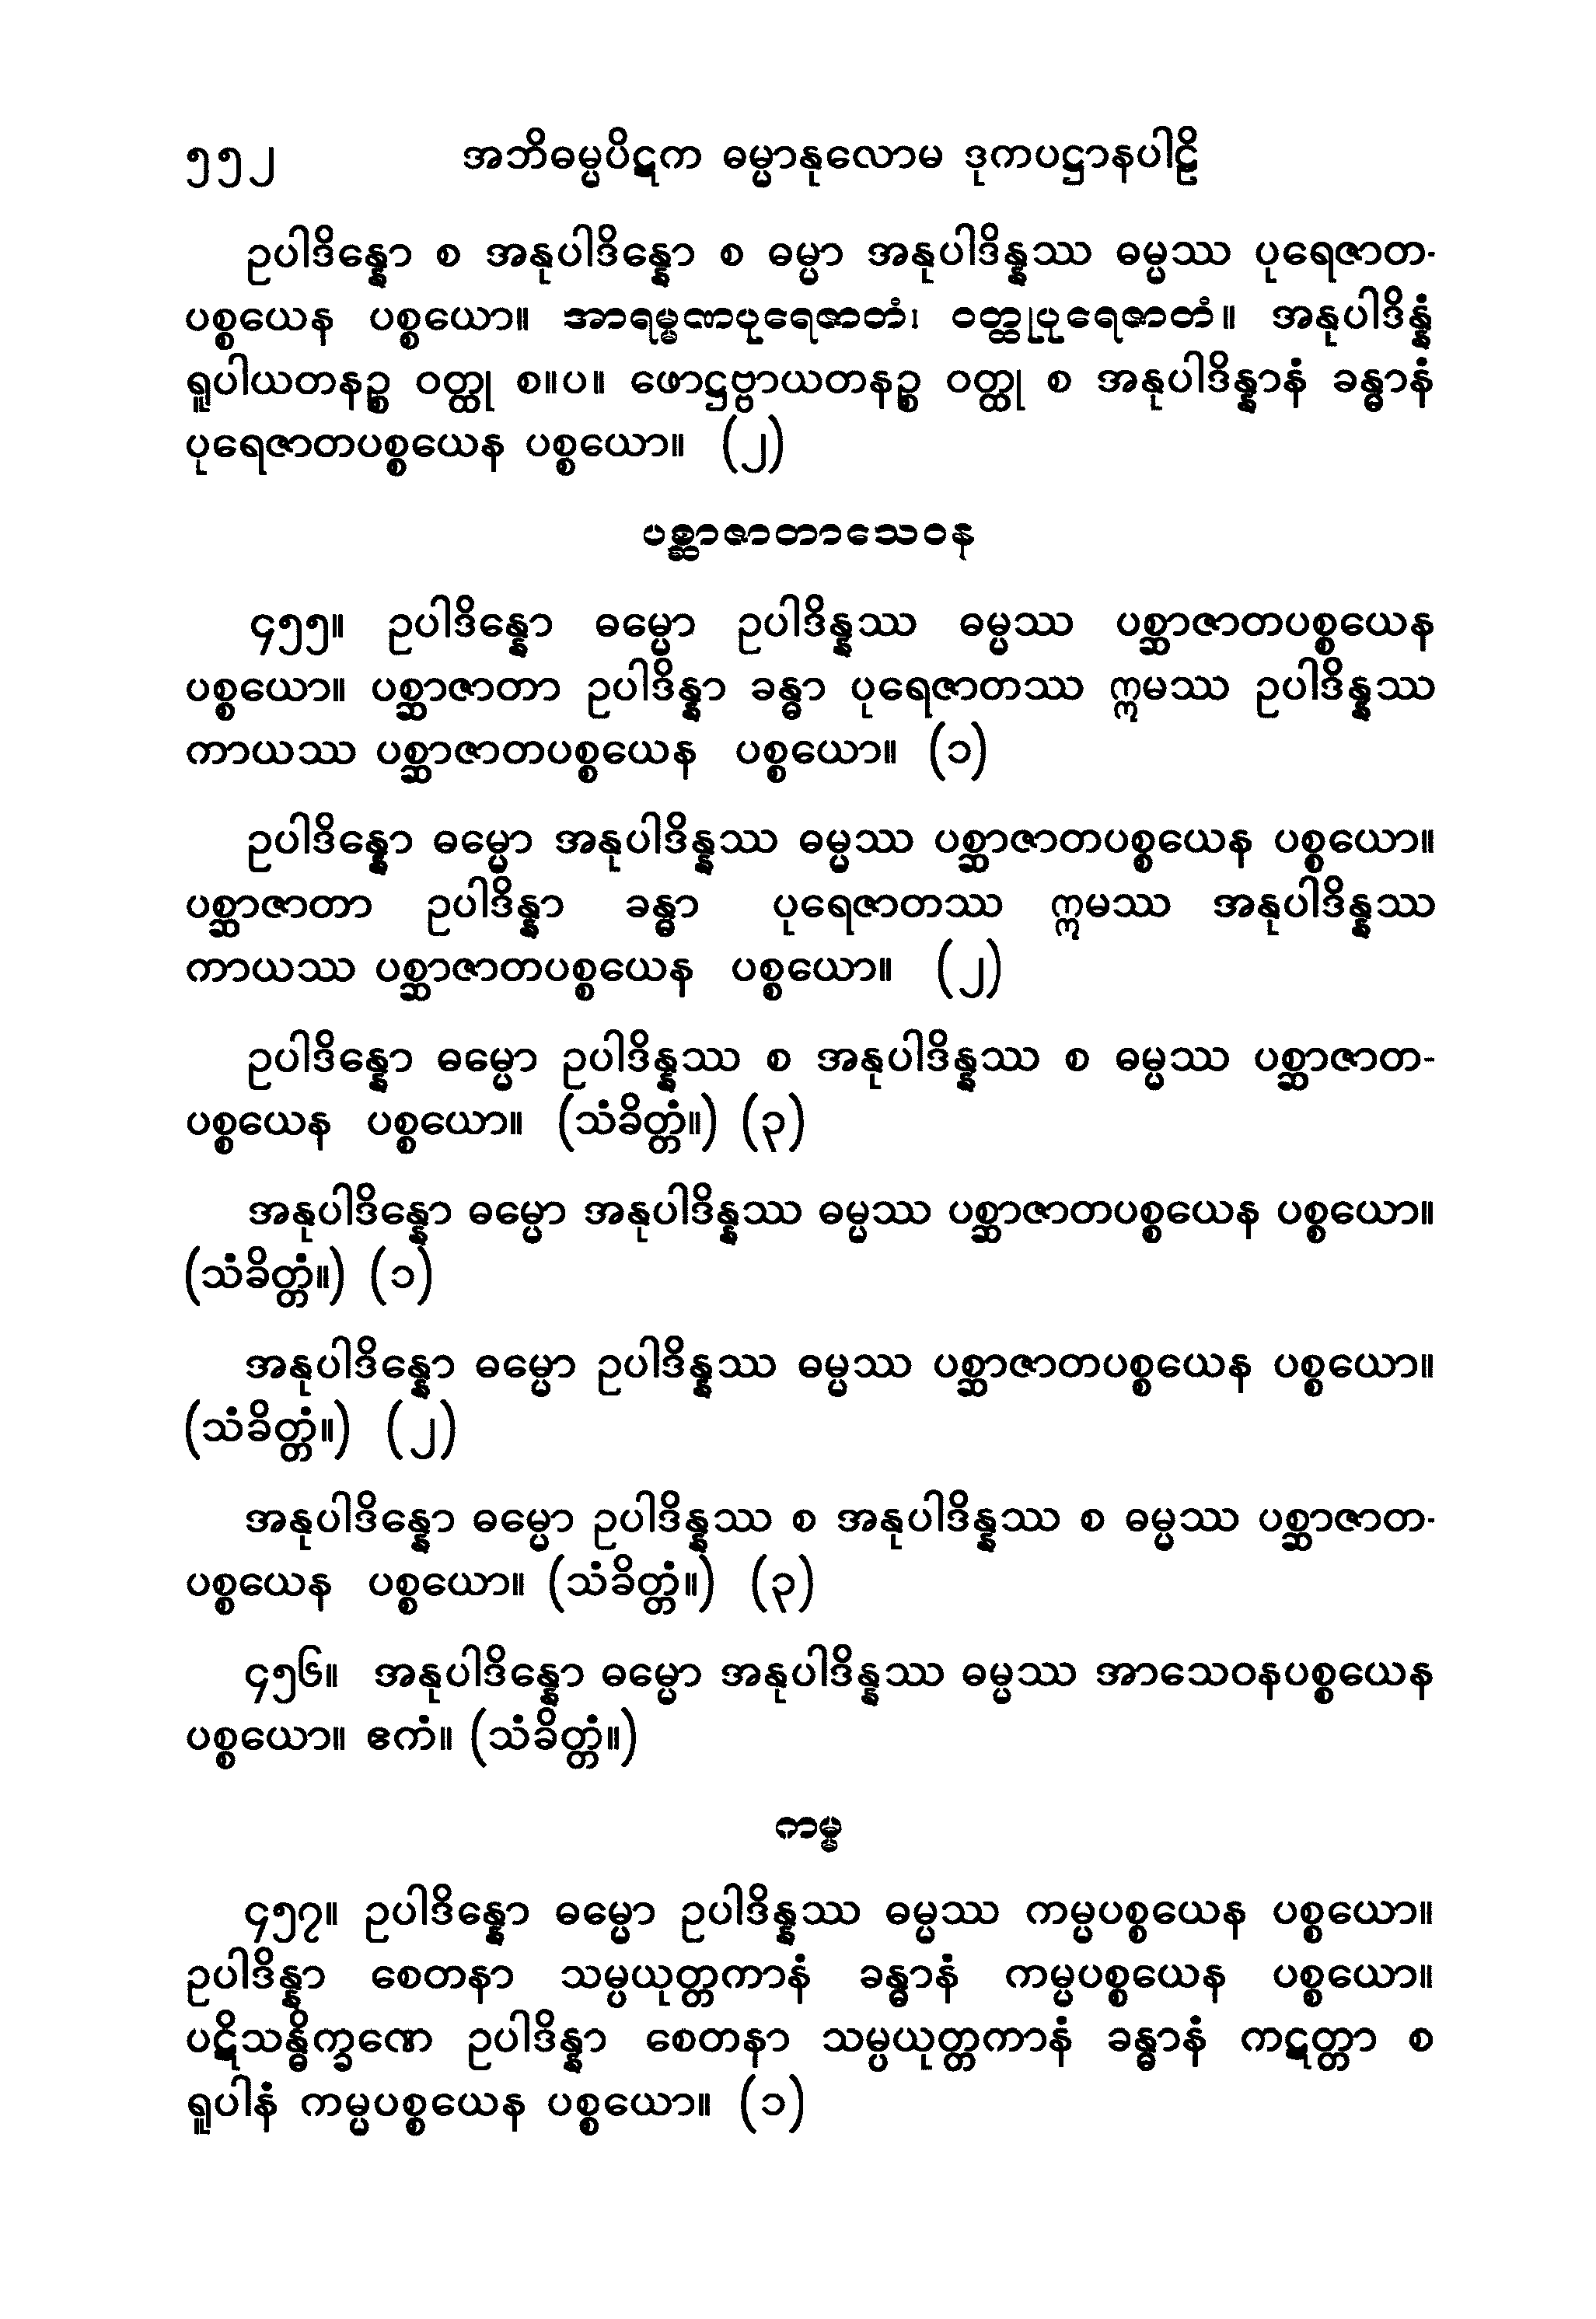 ၅၅၂ အဘိဓမ္မပိဋက ဓမ္မာနုလောမ ဒုကပဋ္ဌာနပါဠိ
ဥပါဒိန္နော စ အနုပါဒိန္နော စ ဓမ္မာ အနုပါဒိန္နဿ ဓမ္မဿ ပုရေဇာတ-
ပစ္စယေန ပစ္စယော။ အာရမ္မဏပုရေဇာတံ၊ ဝတ္ထုပုရေဇာတံ။ အနုပါဒိန္နံ
ရူပါယတနဉ္စ ဝတ္ထု စ။ပ။ ဖောဋ္ဌဗ္ဗာယတနဉ္စ ဝတ္ထု စ အနုပါဒိန္နာနံ ခန္ဓာနံ
ပုရေဇာတပစ္စယေန ပစ္စယော။ (၂)
ပစ္ဆာဇာတာသေဝန
၄၅၅။ ဥပါဒိန္နော ဓမ္မော ဥပါဒိန္နဿ ဓမ္မဿ ပစ္ဆာဇာတပစ္စယေန
ပစ္စယော။ ပစ္ဆာဇာတာ ဥပါဒိန္နာ ခန္ဓာ ပုရေဇာတဿ ဣမဿ ဥပါဒိန္နဿ
ကာယဿ ပစ္ဆာဇာတပစ္စယေန ပစ္စယော။ (၁)
ဥပါဒိန္နော ဓမ္မော အနုပါဒိန္နဿ ဓမ္မဿ ပစ္ဆာဇာတပစ္စယေန ပစ္စယော။
ပစ္ဆာဇာတာ ဥပါဒိန္နာ ခန္ဓာ ပုရေဇာတဿ ဣမဿ အနုပါဒိန္နဿ
ကာယဿ ပစ္ဆာဇာတပစ္စယေန ပစ္စယော။ (၂)
ဥပါဒိန္နော ဓမ္မော ဥပါဒိန္နဿ စ အနုပါဒိန္နဿ စ ဓမ္မဿ ပစ္ဆာဇာတ-
ပစ္စယေန ပစ္စယော။ (သံခိတ္တံ။) (၃)
အနုပါဒိန္နော ဓမ္မော အနုပါဒိန္နဿ ဓမ္မဿ ပစ္ဆာဇာတပစ္စယေန ပစ္စယော။
(သံခိတ္တံ။) (၁)
အနုပါဒိန္နော ဓမ္မော ဥပါဒိန္နဿ ဓမ္မဿ ပစ္ဆာဇာတပစ္စယေန ပစ္စယော။
(သံခိတ္တံ။) (၂)
အနုပါဒိန္နော ဓမ္မော ဥပါဒိန္နဿ စ အနုပါဒိန္နဿ စ ဓမ္မဿ ပစ္ဆာဇာတ-
ပစ္စယေန ပစ္စယော။ (သံခိတ္တံ။) (၃)
၄၅၆။ အနုပါဒိန္နော ဓမ္မော အနုပါဒိန္နဿ ဓမ္မဿ အာသေဝနပစ္စယေန
ပစ္စယော။ ဧကံ။ (သံခိတ္တံ။)
ကမ္မ
၄၅၇။ ဥပါဒိန္နော ဓမ္မော ဥပါဒိန္နဿ ဓမ္မဿ ကမ္မပစ္စယေန ပစ္စယော။
ဥပါဒိန္နာ စေတနာ သမ္ပယုတ္တကာနံ ခန္ဓာနံ ကမ္မပစ္စယေန ပစ္စယော။
ပဋိသန္ဓိက္ခဏေ ဥပါဒိန္နာ စေတနာ သမ္ပယုတ္တကာနံ ခန္ဓာနံ ကဋတ္တာ စ
ရူပါနံ ကမ္မပစ္စယေန ပစ္စယော။ (၁)